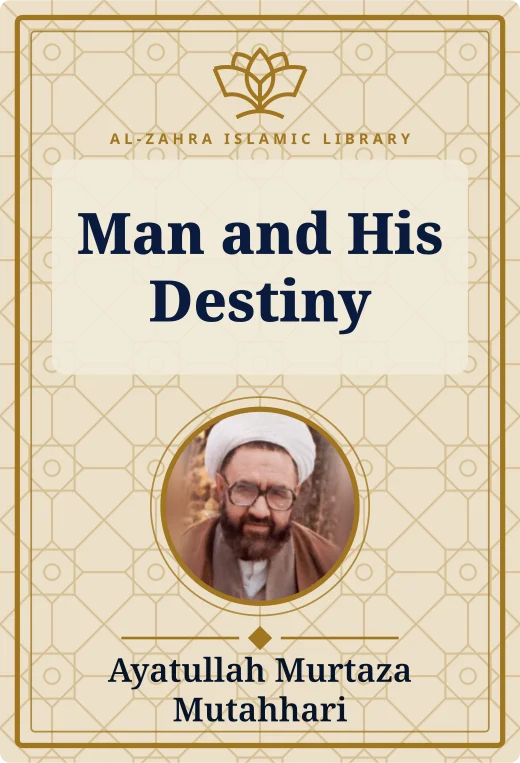 AL-ZAHRA ISLAMIC LIBRARY
Man and His
Destiny
Ayatullah Murtaza
Mutahhari